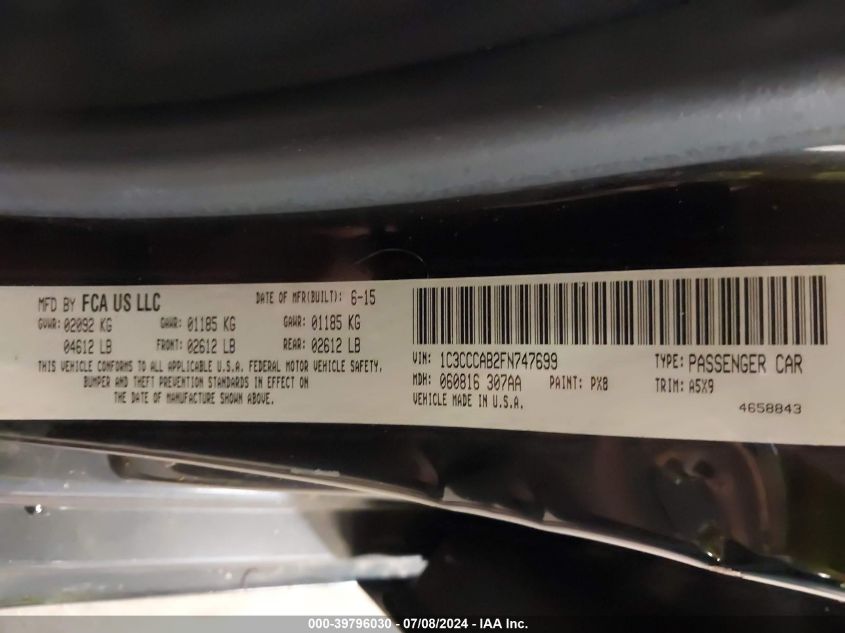 MFD BY FCA US LLC DATE OF MFR(BUILT): 6-15
GVWR: 02092 KG GAWR: 01185 KG GAWR: 01185 KG
04612 LB FRONT: 02612 LB REAR: 02612 LB
THIS VEHICLE CONFORMS TO ALL APPLICABLE U.S.A. FEDERAL MOTOR VEHICLE SAFETY,
BUMPER AND THEFT PREVENTION STANDARDS IN EFFECT ON
THE DATE OF MANUFACTURE SHOWN ABOVE.
VIN: 1C3CCCAB2FN747699 TYPE: PASSENGER CAR
MDH: 060816 307AA PAINT: PX8 TRIM: A5X9
VEHICLE MADE IN U.S.A.
4658843
000-39796030 - 07/08/2024 - IAA Inc.